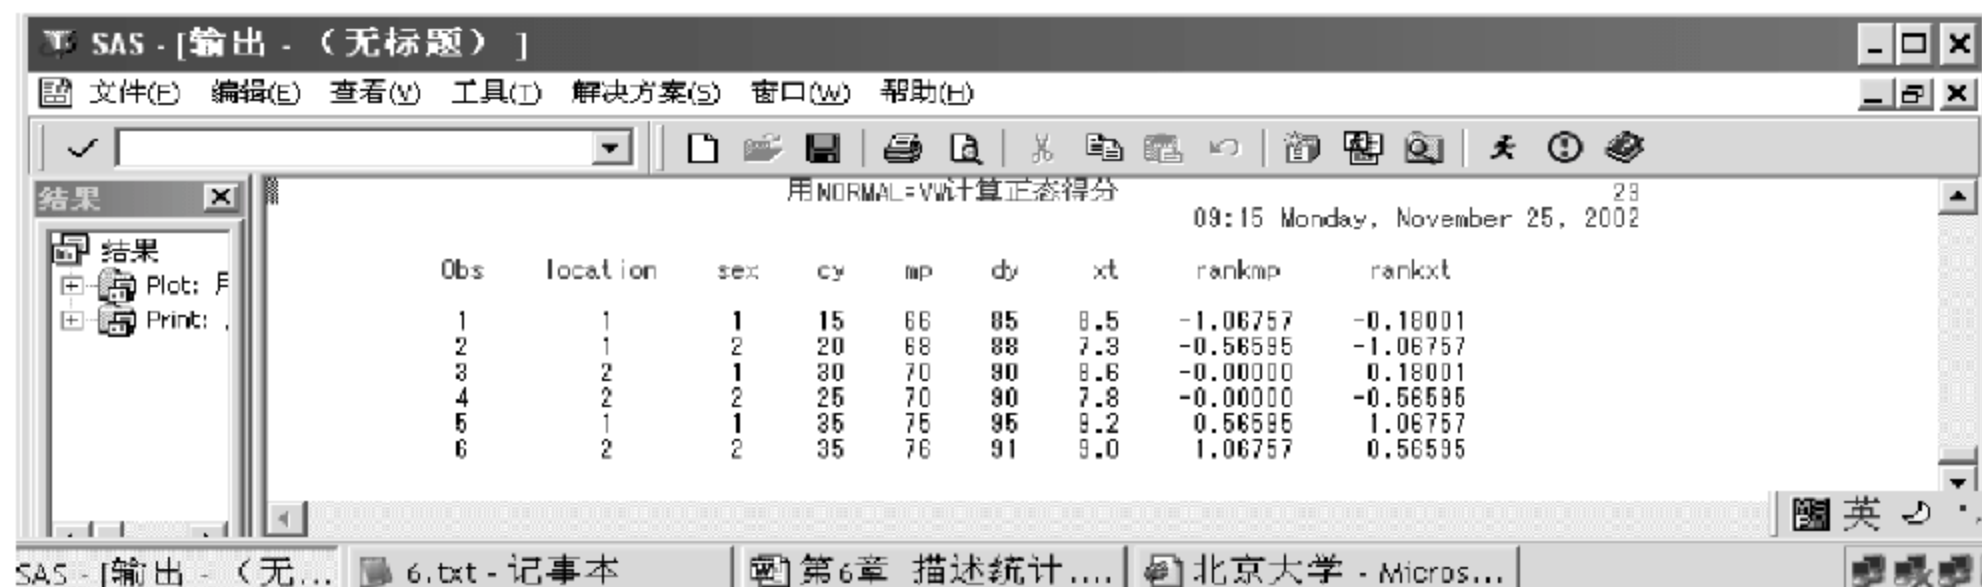 SAS - [输出 - （无标题） ]
文件(F) 编辑(E) 查看(V) 工具(T) 解决方案(S) 窗口(W) 帮助(H)
结果
用NORMAL=VW计算正态得分 23
09:15 Monday, November 25, 2002
结果
Plot: 用
Print:
Obs location sex cy mp dy xt rankmp rankxt
1 1 1 15 66 85 8.5 -1.06757 -0.18001
2 1 2 20 68 88 7.3 -0.56595 -1.06757
3 2 1 30 70 90 8.6 -0.00000 0.18001
4 2 2 25 70 90 7.8 -0.00000 -0.56595
5 1 1 35 75 95 9.2 0.56595 1.06757
6 2 2 35 76 91 9.0 1.06757 0.56595
英
SAS - [输出 - （无... 6.txt - 记事本 第6章 描述统计.... 北京大学 - Micros...